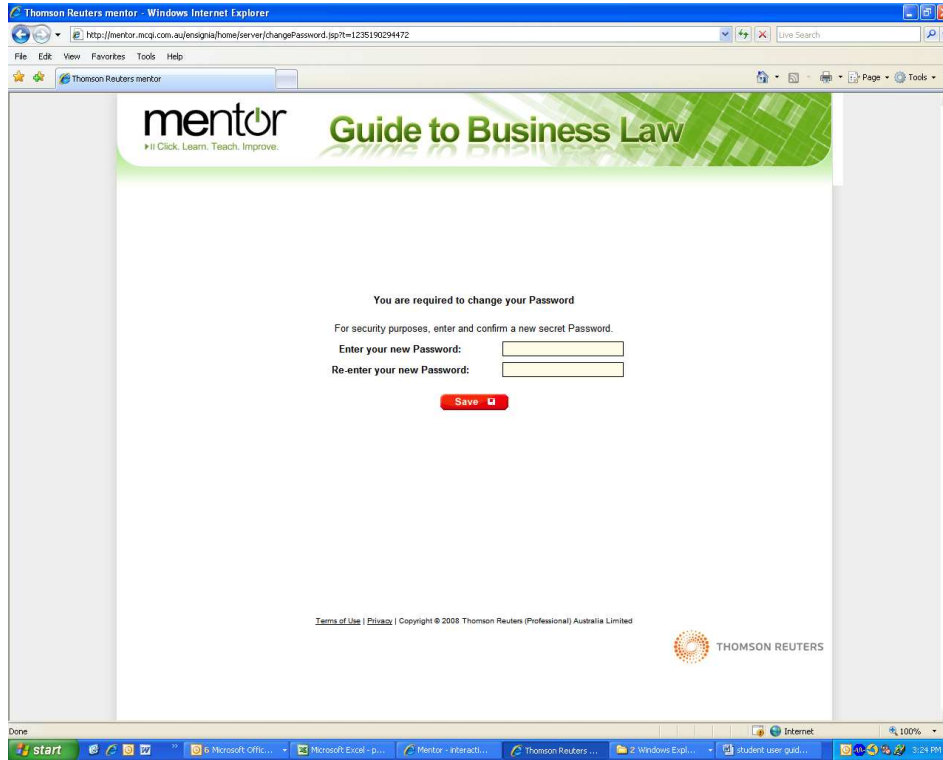 Thomson Reuters mentor - Windows Internet Explorer
http://mentor.mcqi.com.au/ensignia/home/server/changePassword.jsp?t=1235190294472
Live Search
File Edit View Favorites Tools Help
Thomson Reuters mentor
Page Tools
mentor
Click. Learn. Teach. Improve.
Guide to Business Law
You are required to change your Password
For security purposes, enter and confirm a new secret Password.
Enter your new Password:
Re-enter your new Password:
Save
Terms of Use | Privacy | Copyright © 2008 Thomson Reuters (Professional) Australia Limited
THOMSON REUTERS
Done
Internet
100%
start
6 Microsoft Offic...
Microsoft Excel - p...
Mentor - interacti...
Thomson Reuters ...
2 Windows Expl...
student user guid...
3:24 PM